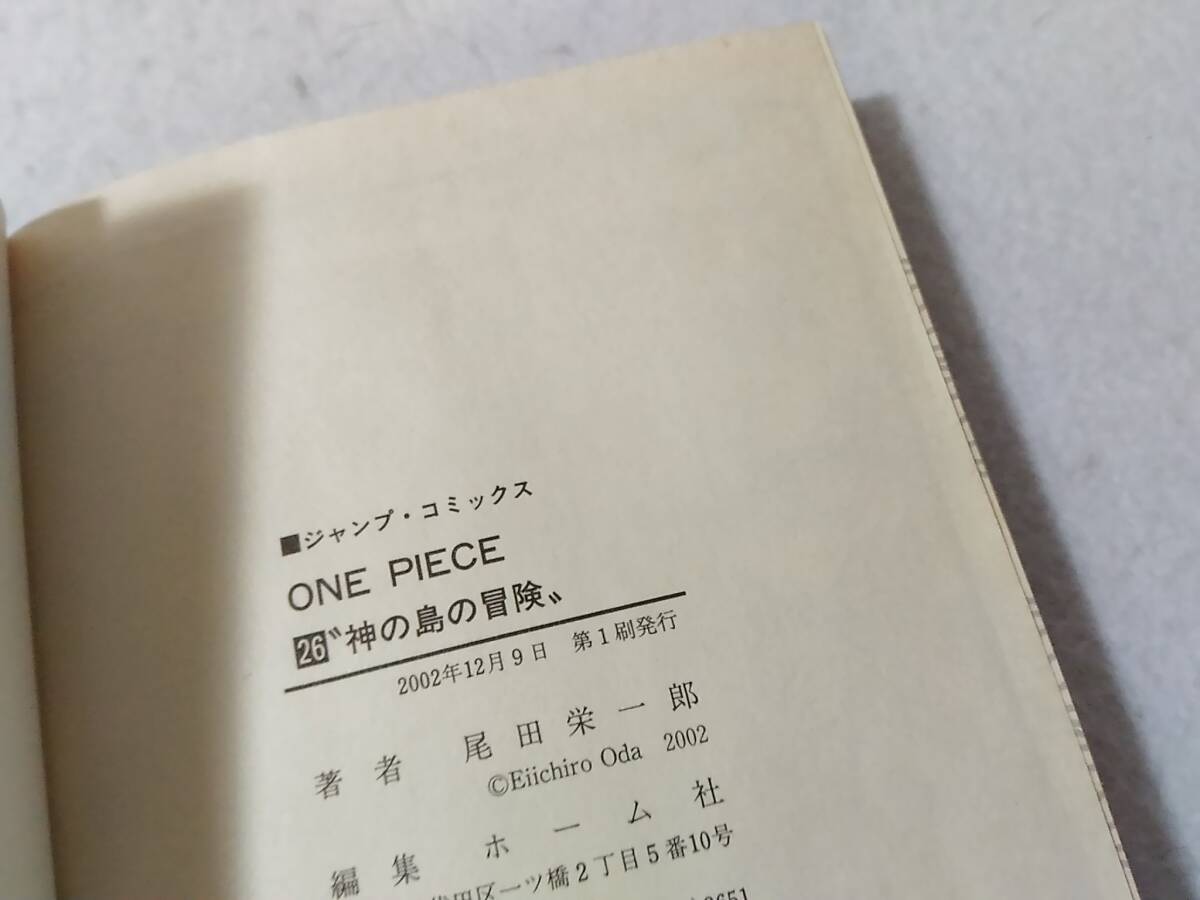 ■ジャンプ・コミックス
ONE PIECE
26〝神の島の冒険〟
2002年12月9日 第1刷発行
著者 尾田栄一郎
©Eiichiro Oda 2002
編集 ホーム社
田区一ツ橋2丁目5番10号